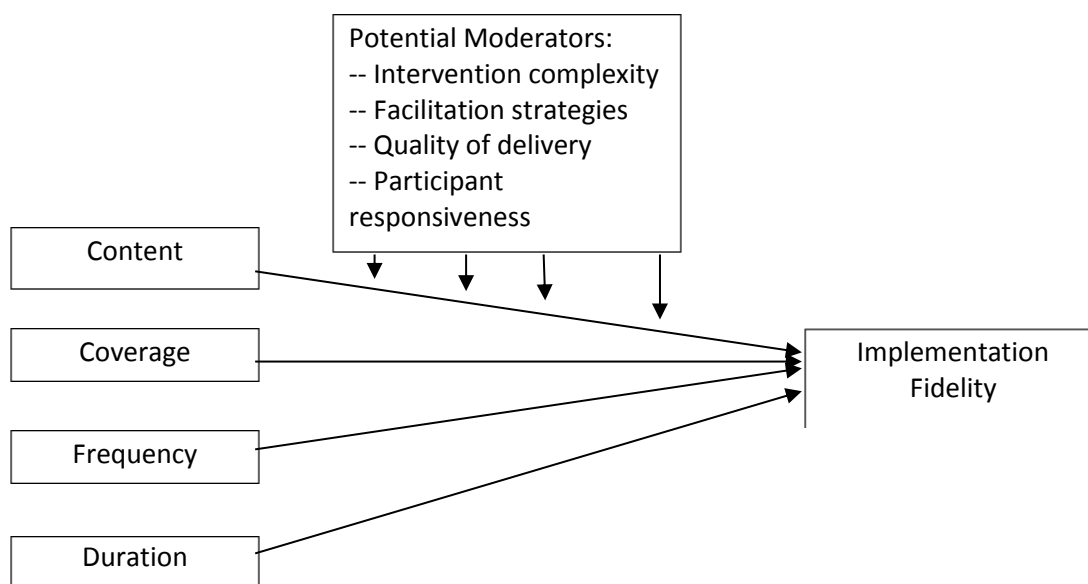 Potential Moderators:
-- Intervention complexity
-- Facilitation strategies
-- Quality of delivery
-- Participant
responsiveness
Content
Coverage
Frequency
Duration
Implementation
Fidelity